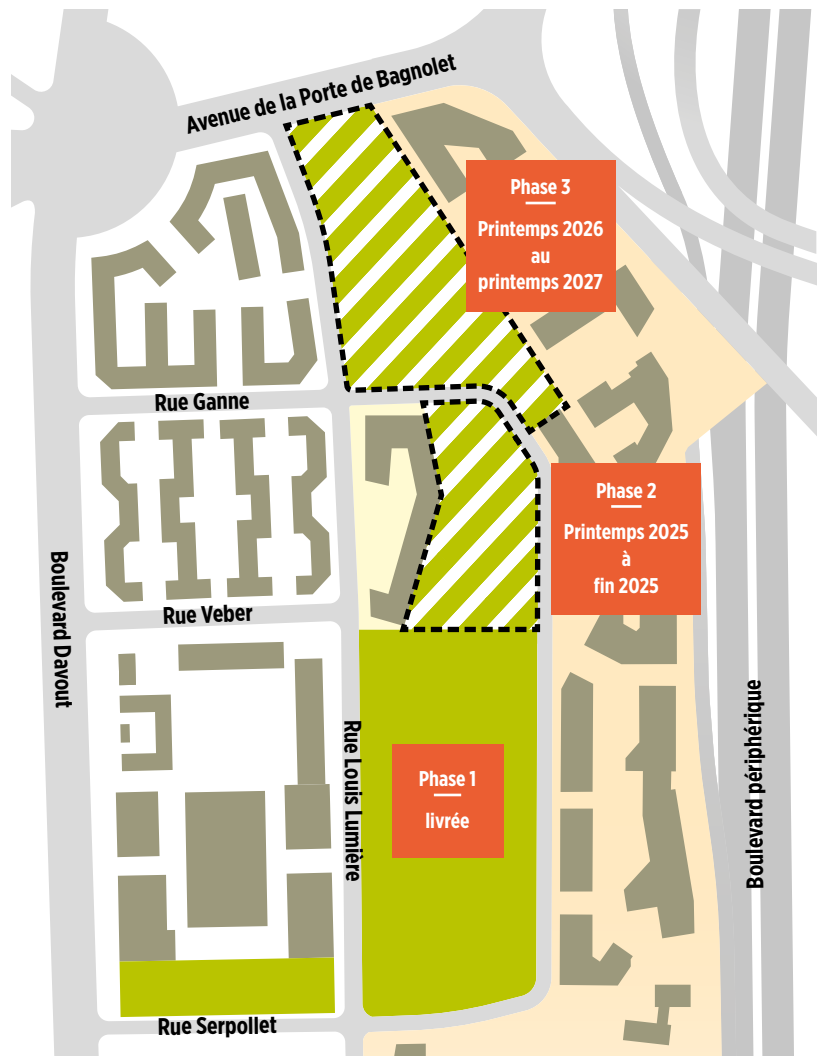 Avenue de la Porte de Bagnolet
Phase 3
Printemps 2026
au
printemps 2027
Rue Ganne
Phase 2
Printemps 2025
à
fin 2025
Boulevard Davout
Rue Veber
Rue Louis Lumière
Phase 1
livrée
Boulevard périphérique
Rue Serpollet